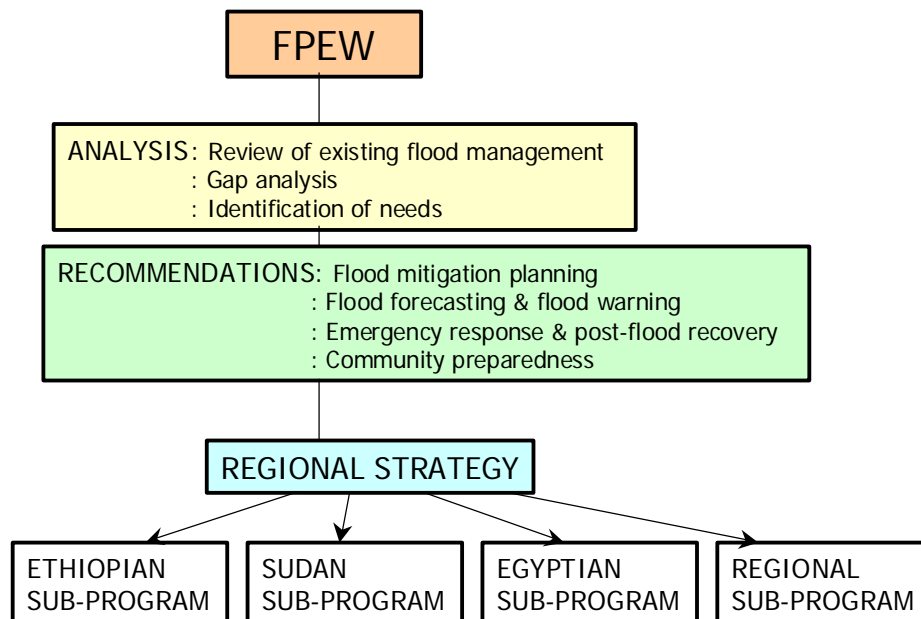 FPEW
ANALYSIS: Review of existing flood management
: Gap analysis
: Identification of needs
RECOMMENDATIONS: Flood mitigation planning
: Flood forecasting & flood warning
: Emergency response & post-flood recovery
: Community preparedness
REGIONAL STRATEGY
ETHIOPIAN
SUB-PROGRAM
SUDAN
SUB-PROGRAM
EGYPTIAN
SUB-PROGRAM
REGIONAL
SUB-PROGRAM